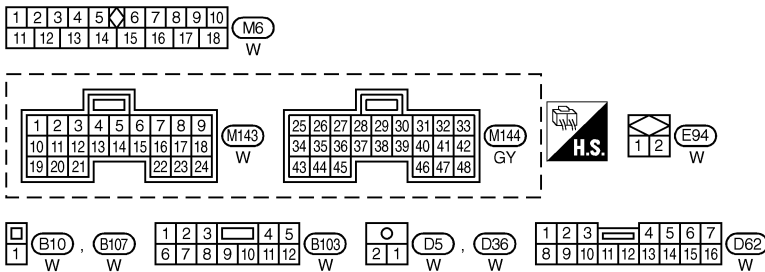 1 2 3 4 5 6 7 8 9 10
11 12 13 14 15 16 17 18
M6
W
1 2 3 4 5 6 7 8 9
10 11 12 13 14 15 16 17 18
19 20 21 22 23 24
M143
W
25 26 27 28 29 30 31 32 33
34 35 36 37 38 39 40 41 42
43 44 45 46 47 48
M144
GY
H.S.
1 2
E94
W
1
B10 , B107
W W
1 2 3 4 5
6 7 8 9 10 11 12
B103
W
2 1
D5 , D36
W W
1 2 3 4 5 6 7
8 9 10 11 12 13 14 15 16
D62
W